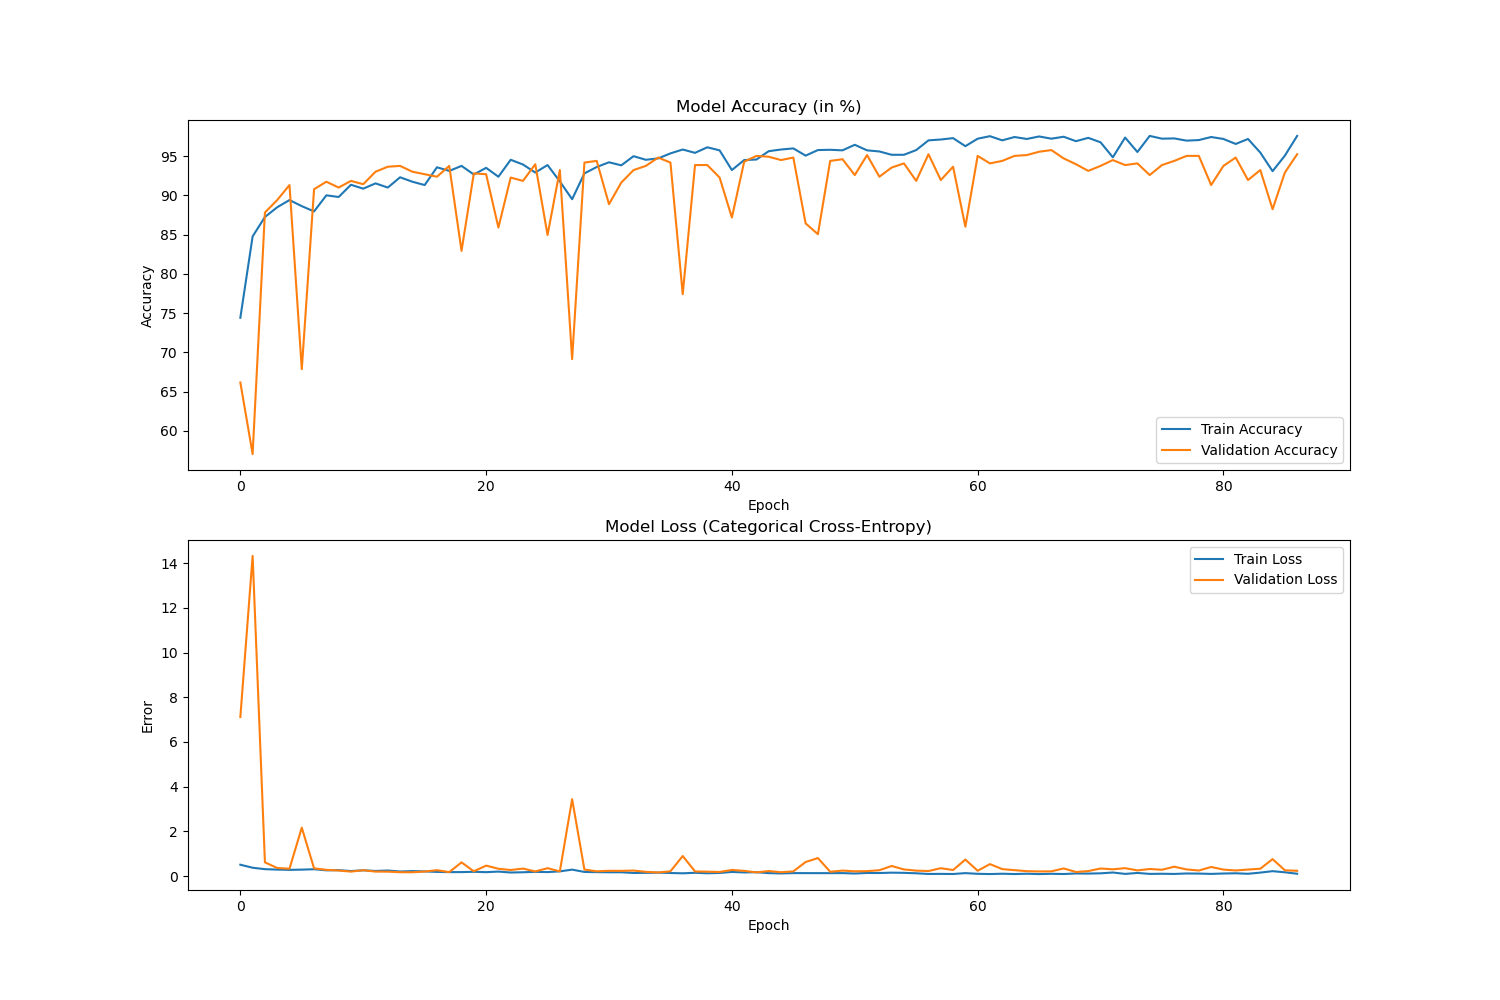 Model Accuracy (in %)
Accuracy
95
90
85
80
75
70
65
60
Train Accuracy
Validation Accuracy
0 20 40 60 80
Epoch
Model Loss (Categorical Cross-Entropy)
Error
14
12
10
8
6
4
2
0
Train Loss
Validation Loss
0 20 40 60 80
Epoch